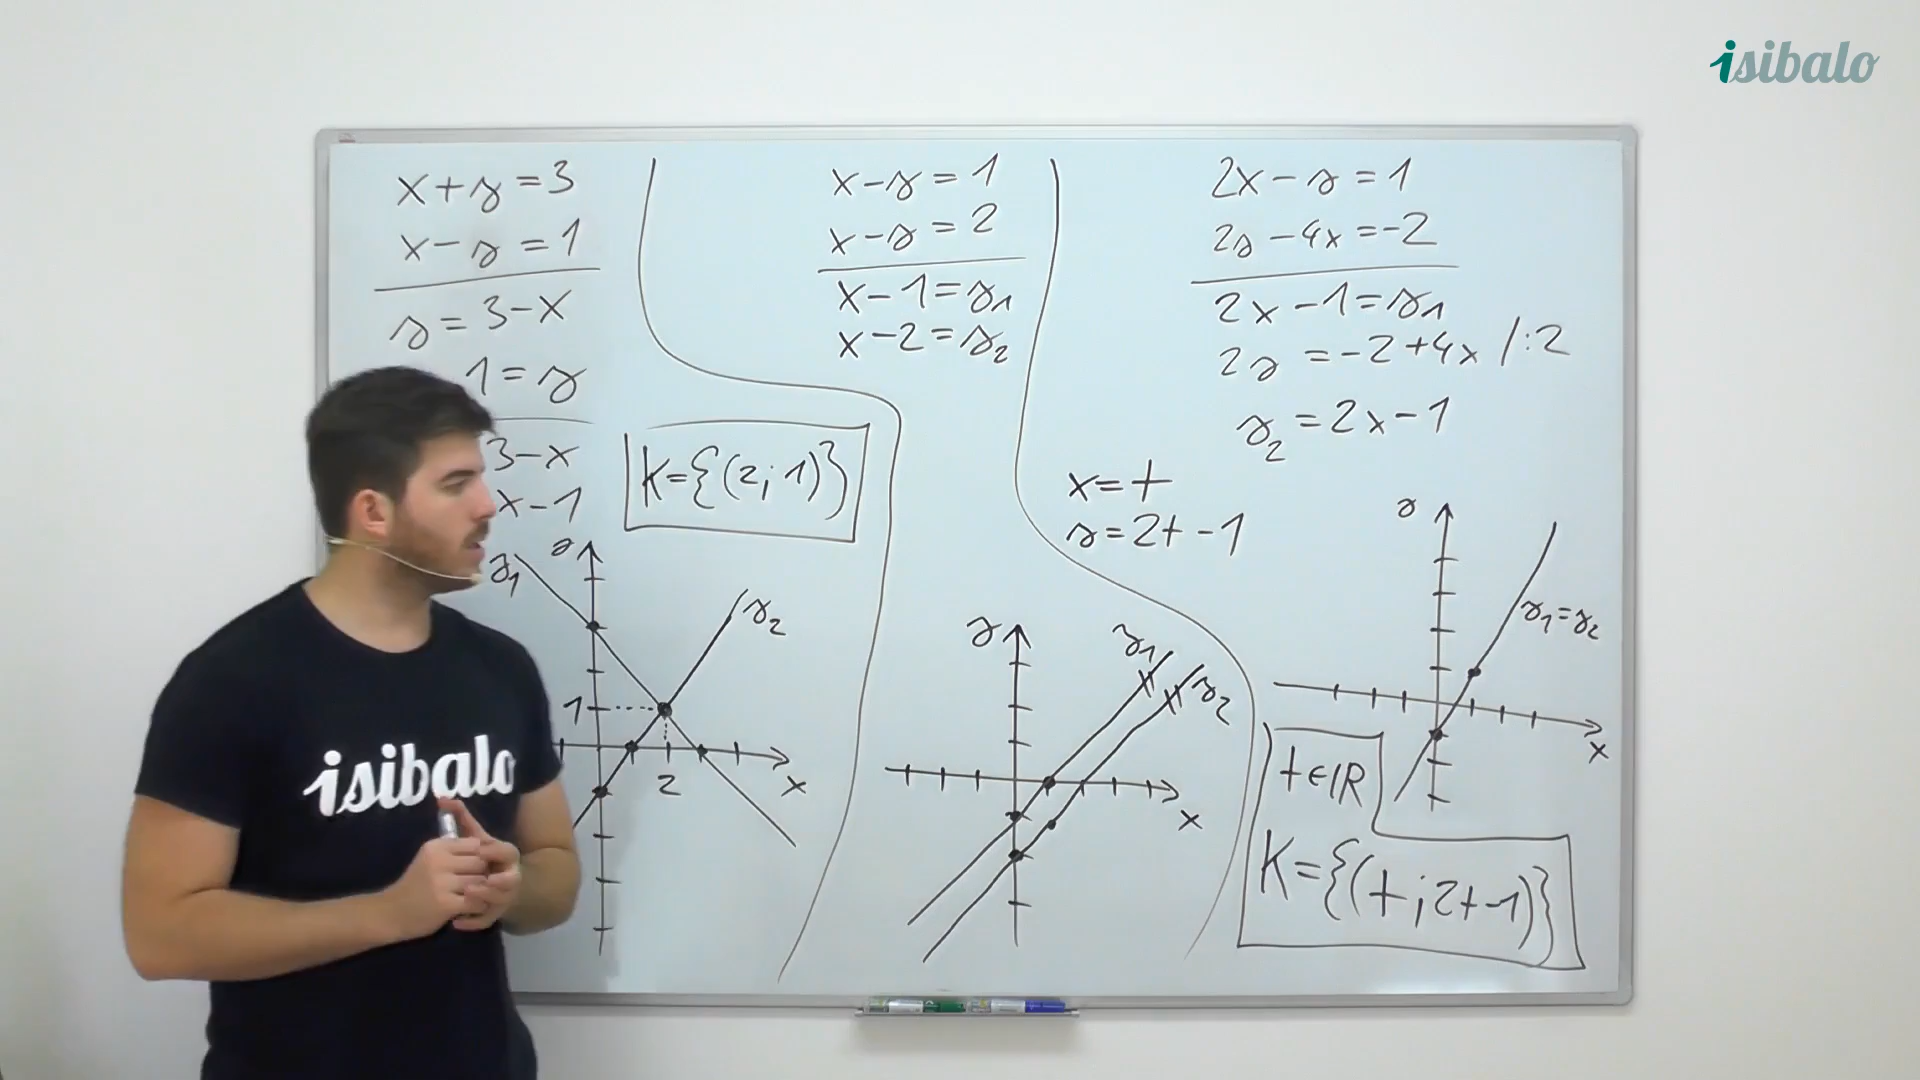 isibalo
x+y=3
x-y=1
y=3-x
1=y
3-x
x-1
K={(2;1)}
y
y1
y2
1
2
x
x-y=1
x-y=2
x-1=y1
x-2=y2
y
y1
y2
x
2x-y=1
2y-4x=-2
2x-1=y1
2y=-2+4x /:2
y2=2x-1
x=t
y=2t-1
y
y1=y2
x
t∈R
K={(t;2t-1)}
isibalo